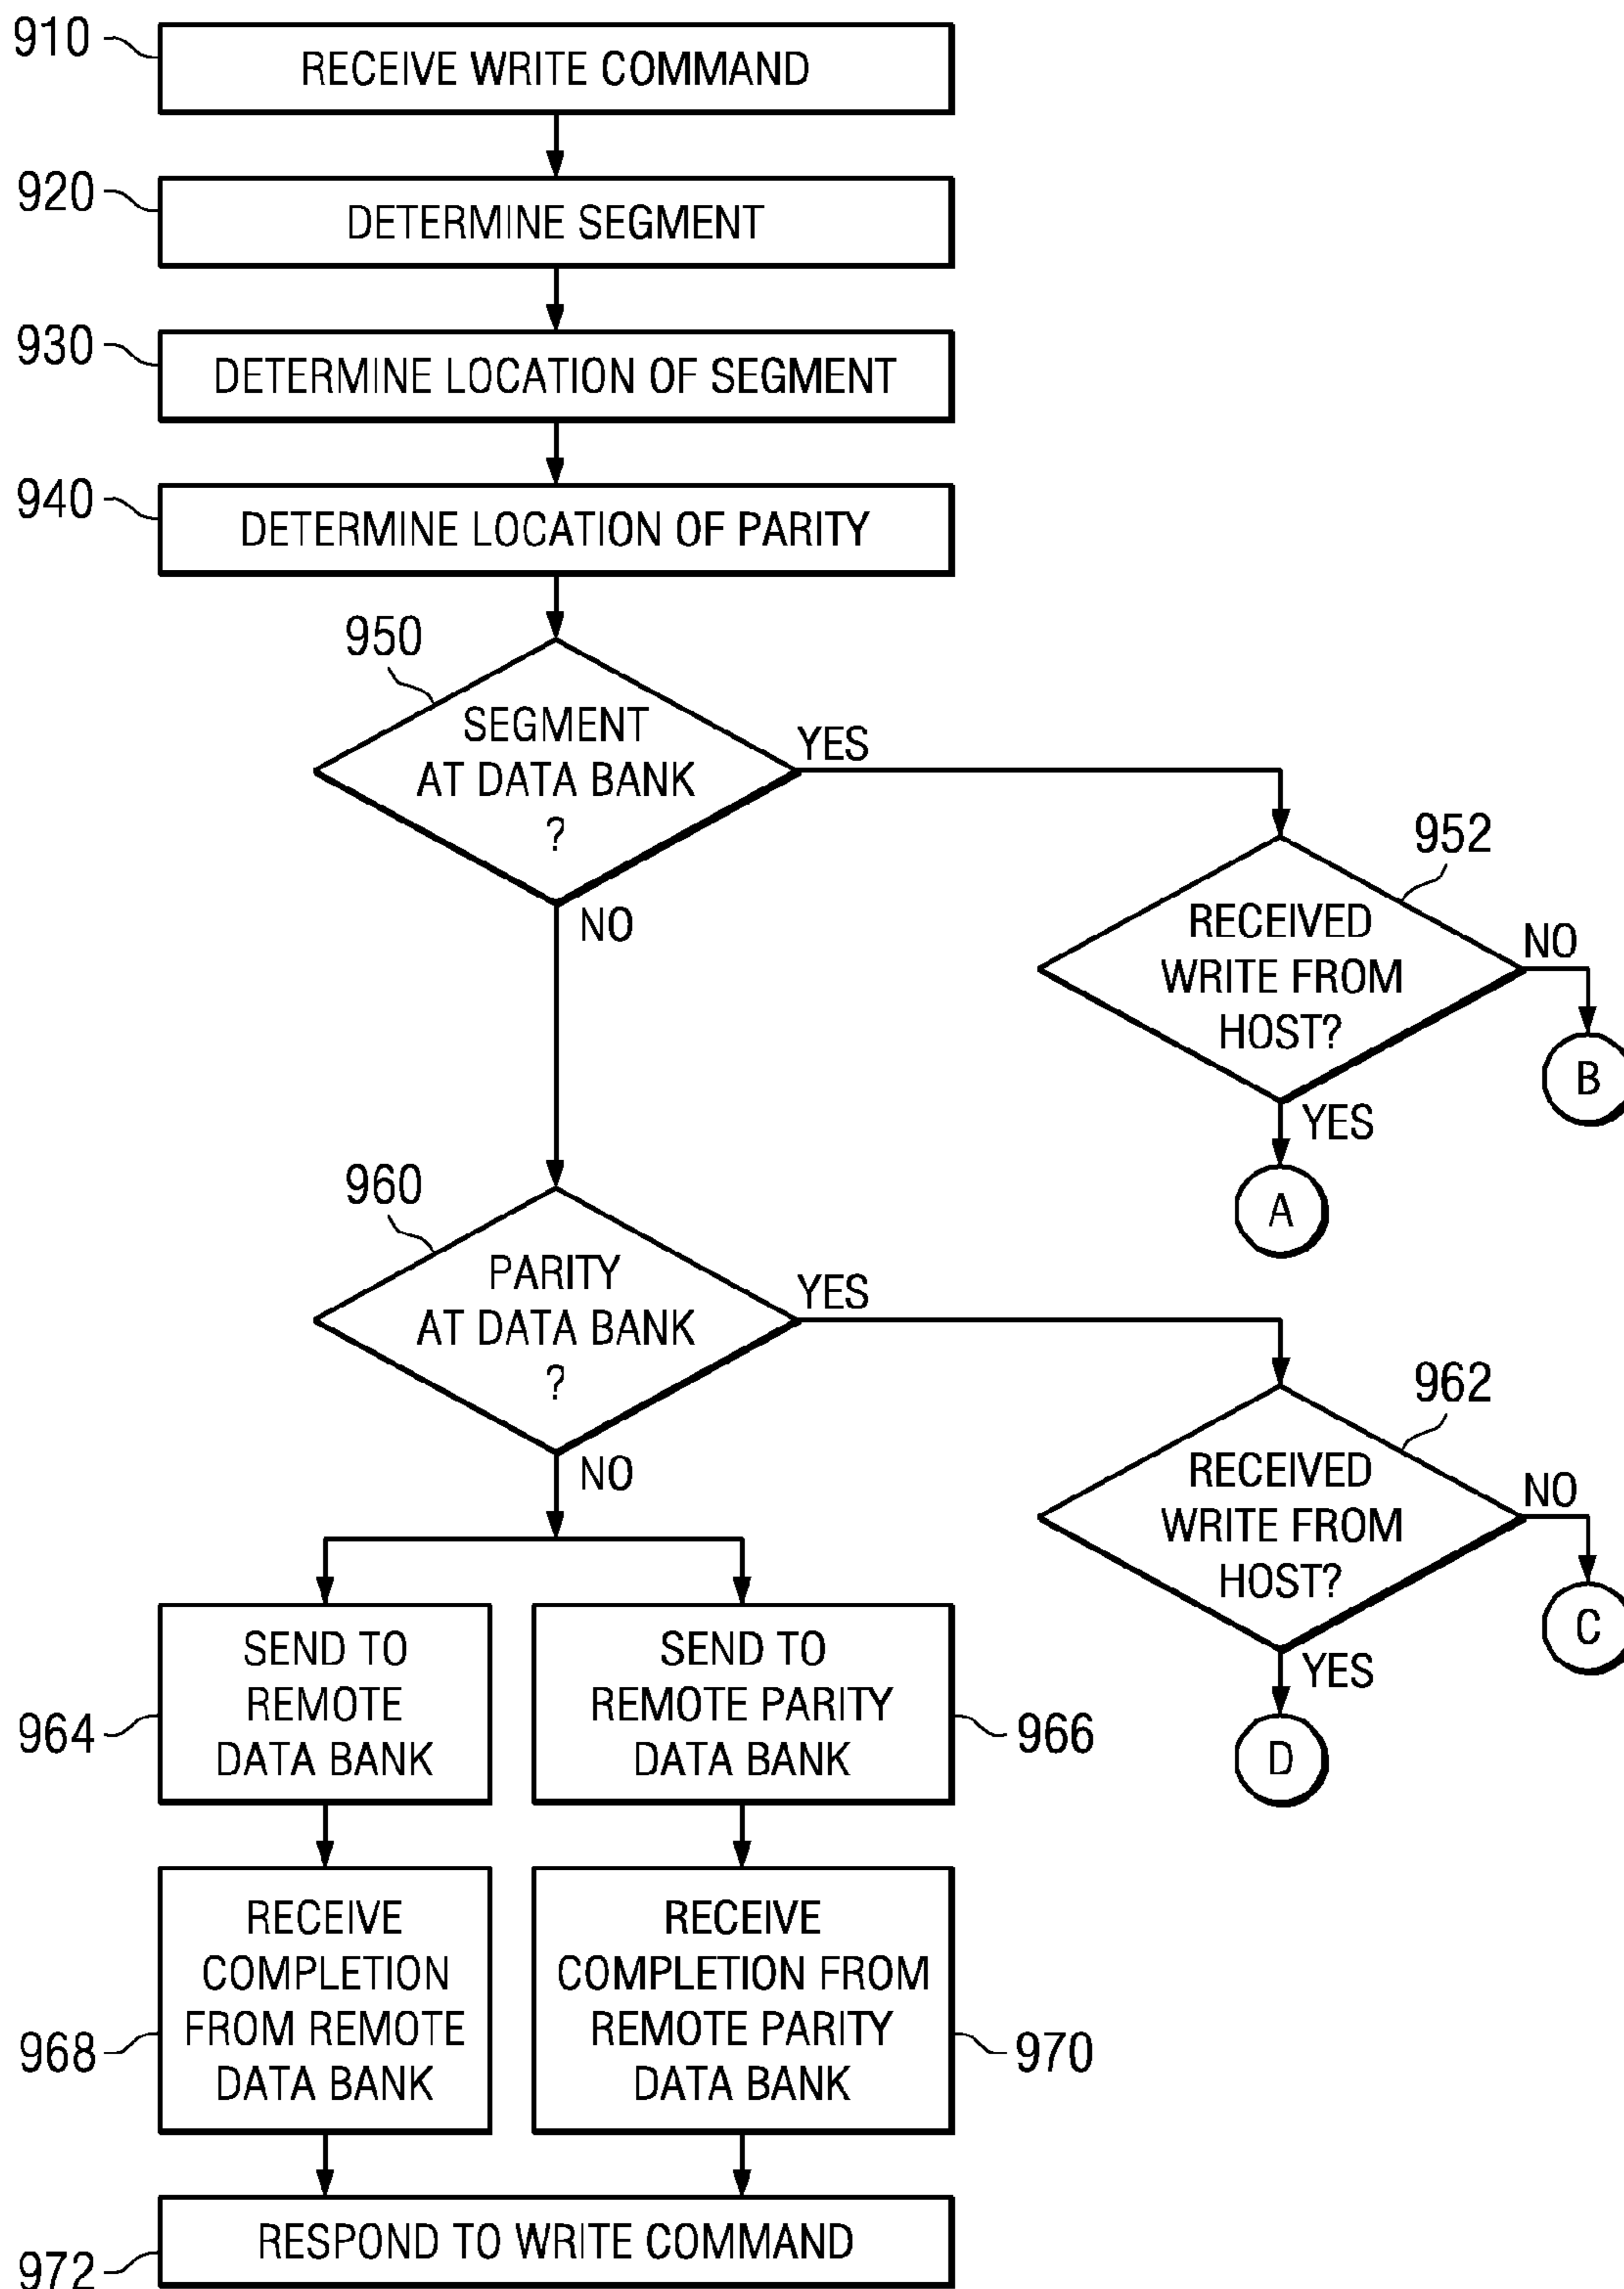 910
RECEIVE WRITE COMMAND
920
DETERMINE SEGMENT
930
DETERMINE LOCATION OF SEGMENT
940
DETERMINE LOCATION OF PARITY
950
SEGMENT
AT DATA BANK
?
YES
NO
952
RECEIVED
WRITE FROM
HOST?
NO
B
YES
A
960
PARITY
AT DATA BANK
?
YES
NO
962
RECEIVED
WRITE FROM
HOST?
NO
C
YES
D
964
SEND TO
REMOTE
DATA BANK
SEND TO
REMOTE PARITY
DATA BANK
966
968
RECEIVE
COMPLETION
FROM REMOTE
DATA BANK
RECEIVE
COMPLETION FROM
REMOTE PARITY
DATA BANK
970
RESPOND TO WRITE COMMAND
972